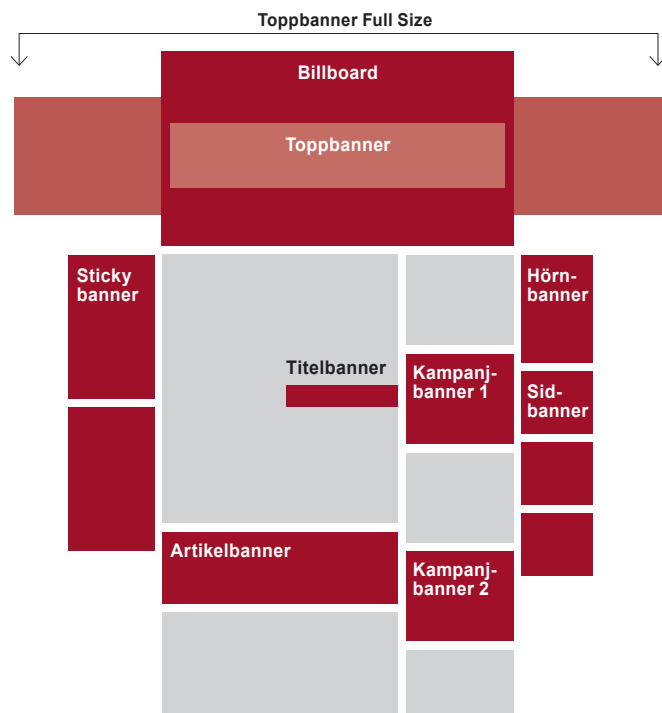 Toppbanner Full Size
Billboard
Toppbanner
Sticky
banner
Hörn-
banner
Titelbanner
Kampanj-
banner 1
Sid-
banner
Artikelbanner
Kampanj-
banner 2